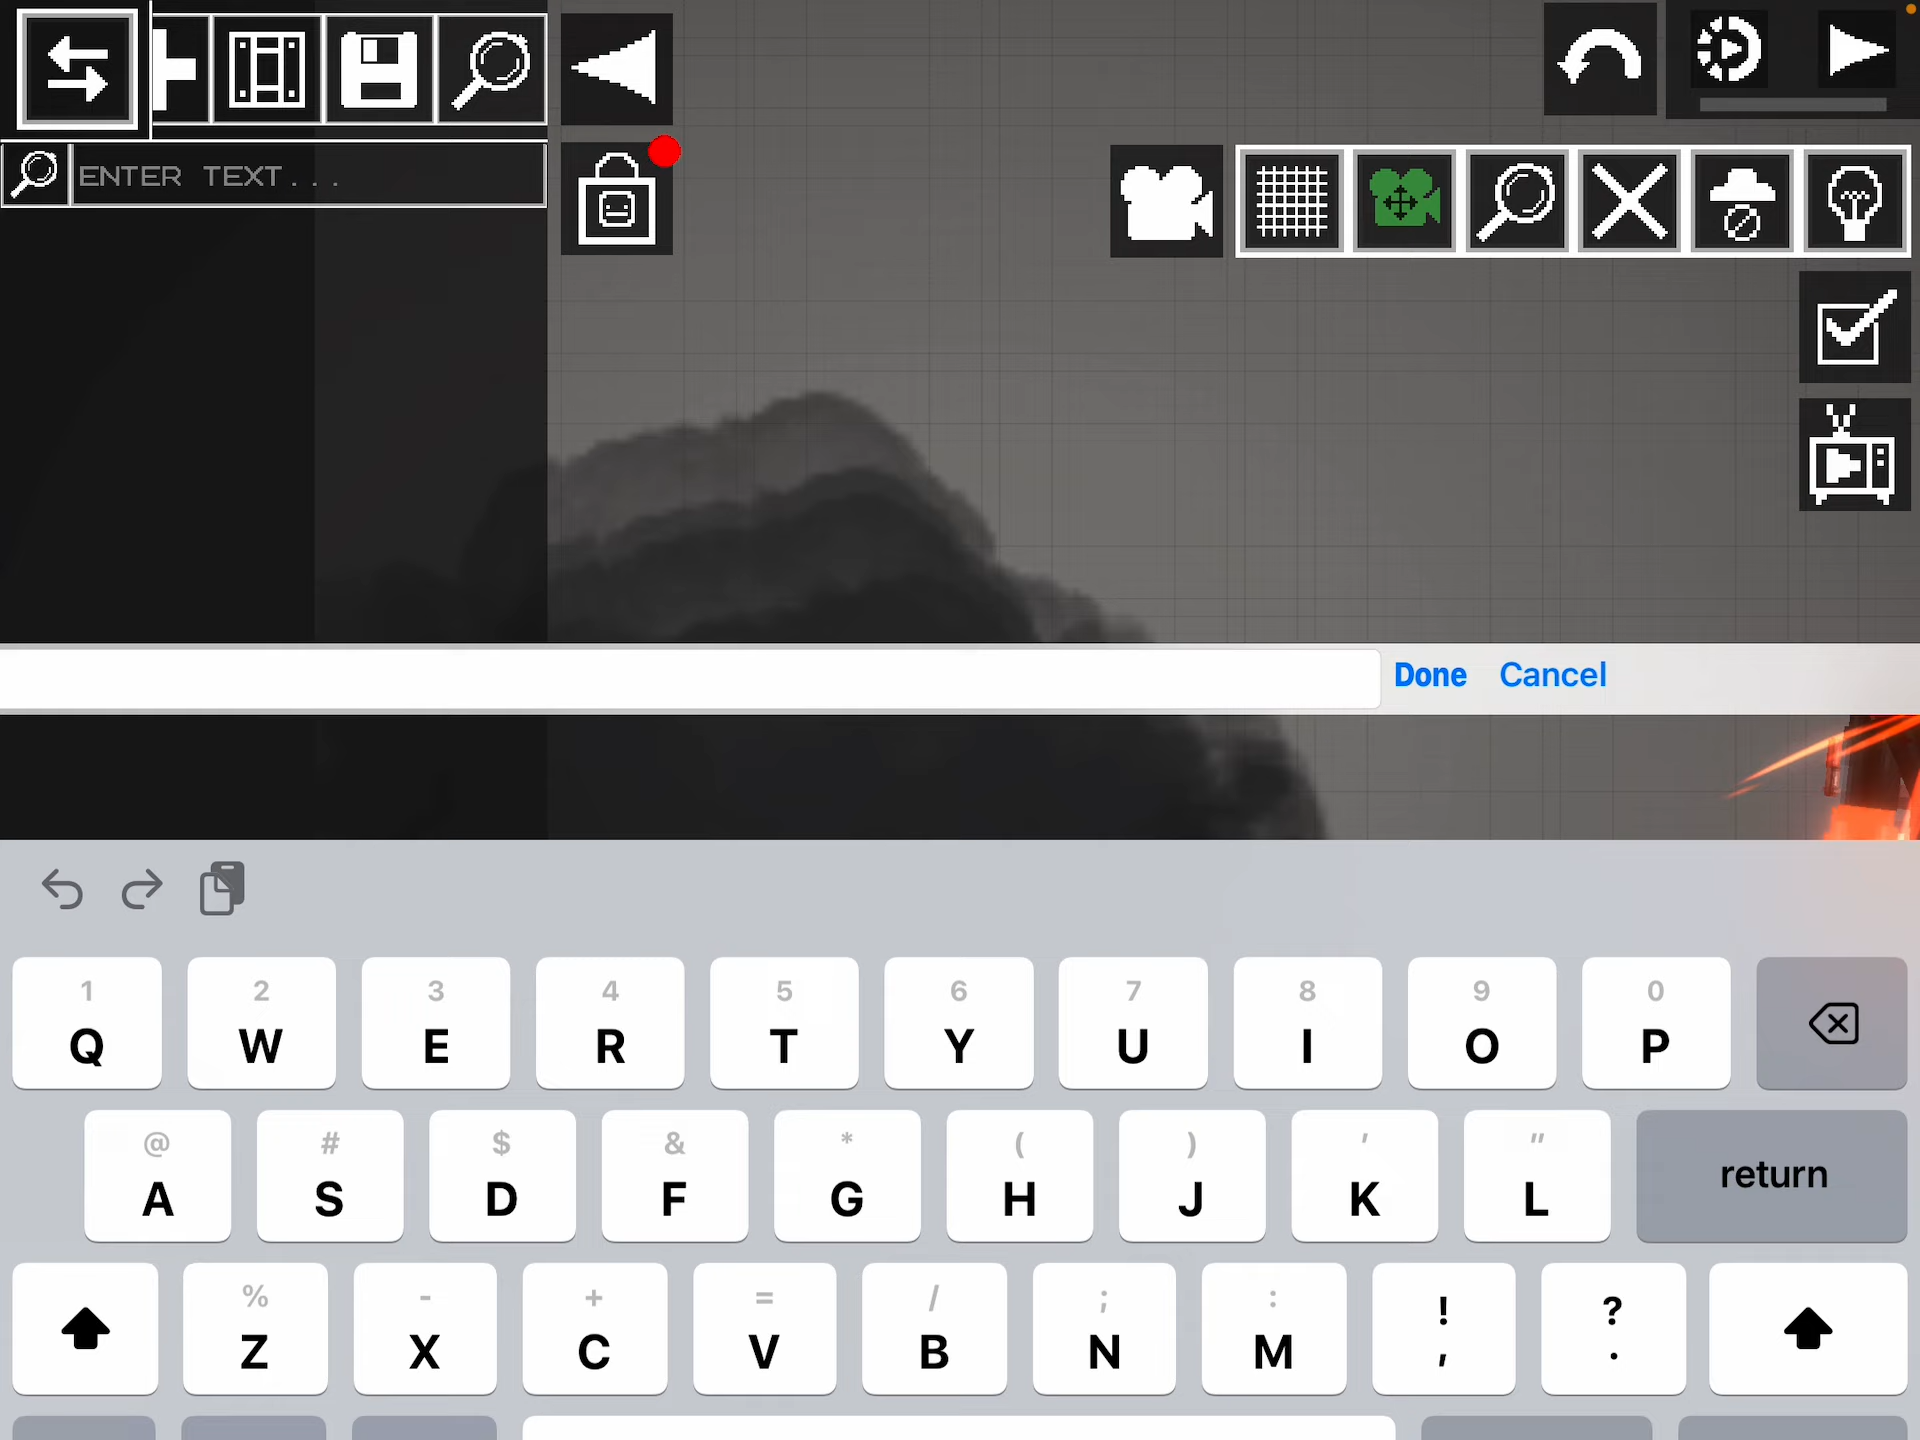 ENTER TEXT...
Done Cancel
1 2 3 4 5 6 7 8 9 0
Q W E R T Y U I O P
@ # $ & * ( ) ' "
A S D F G H J K L return
% - + = / ; : ! ?
Z X C V B N M , .